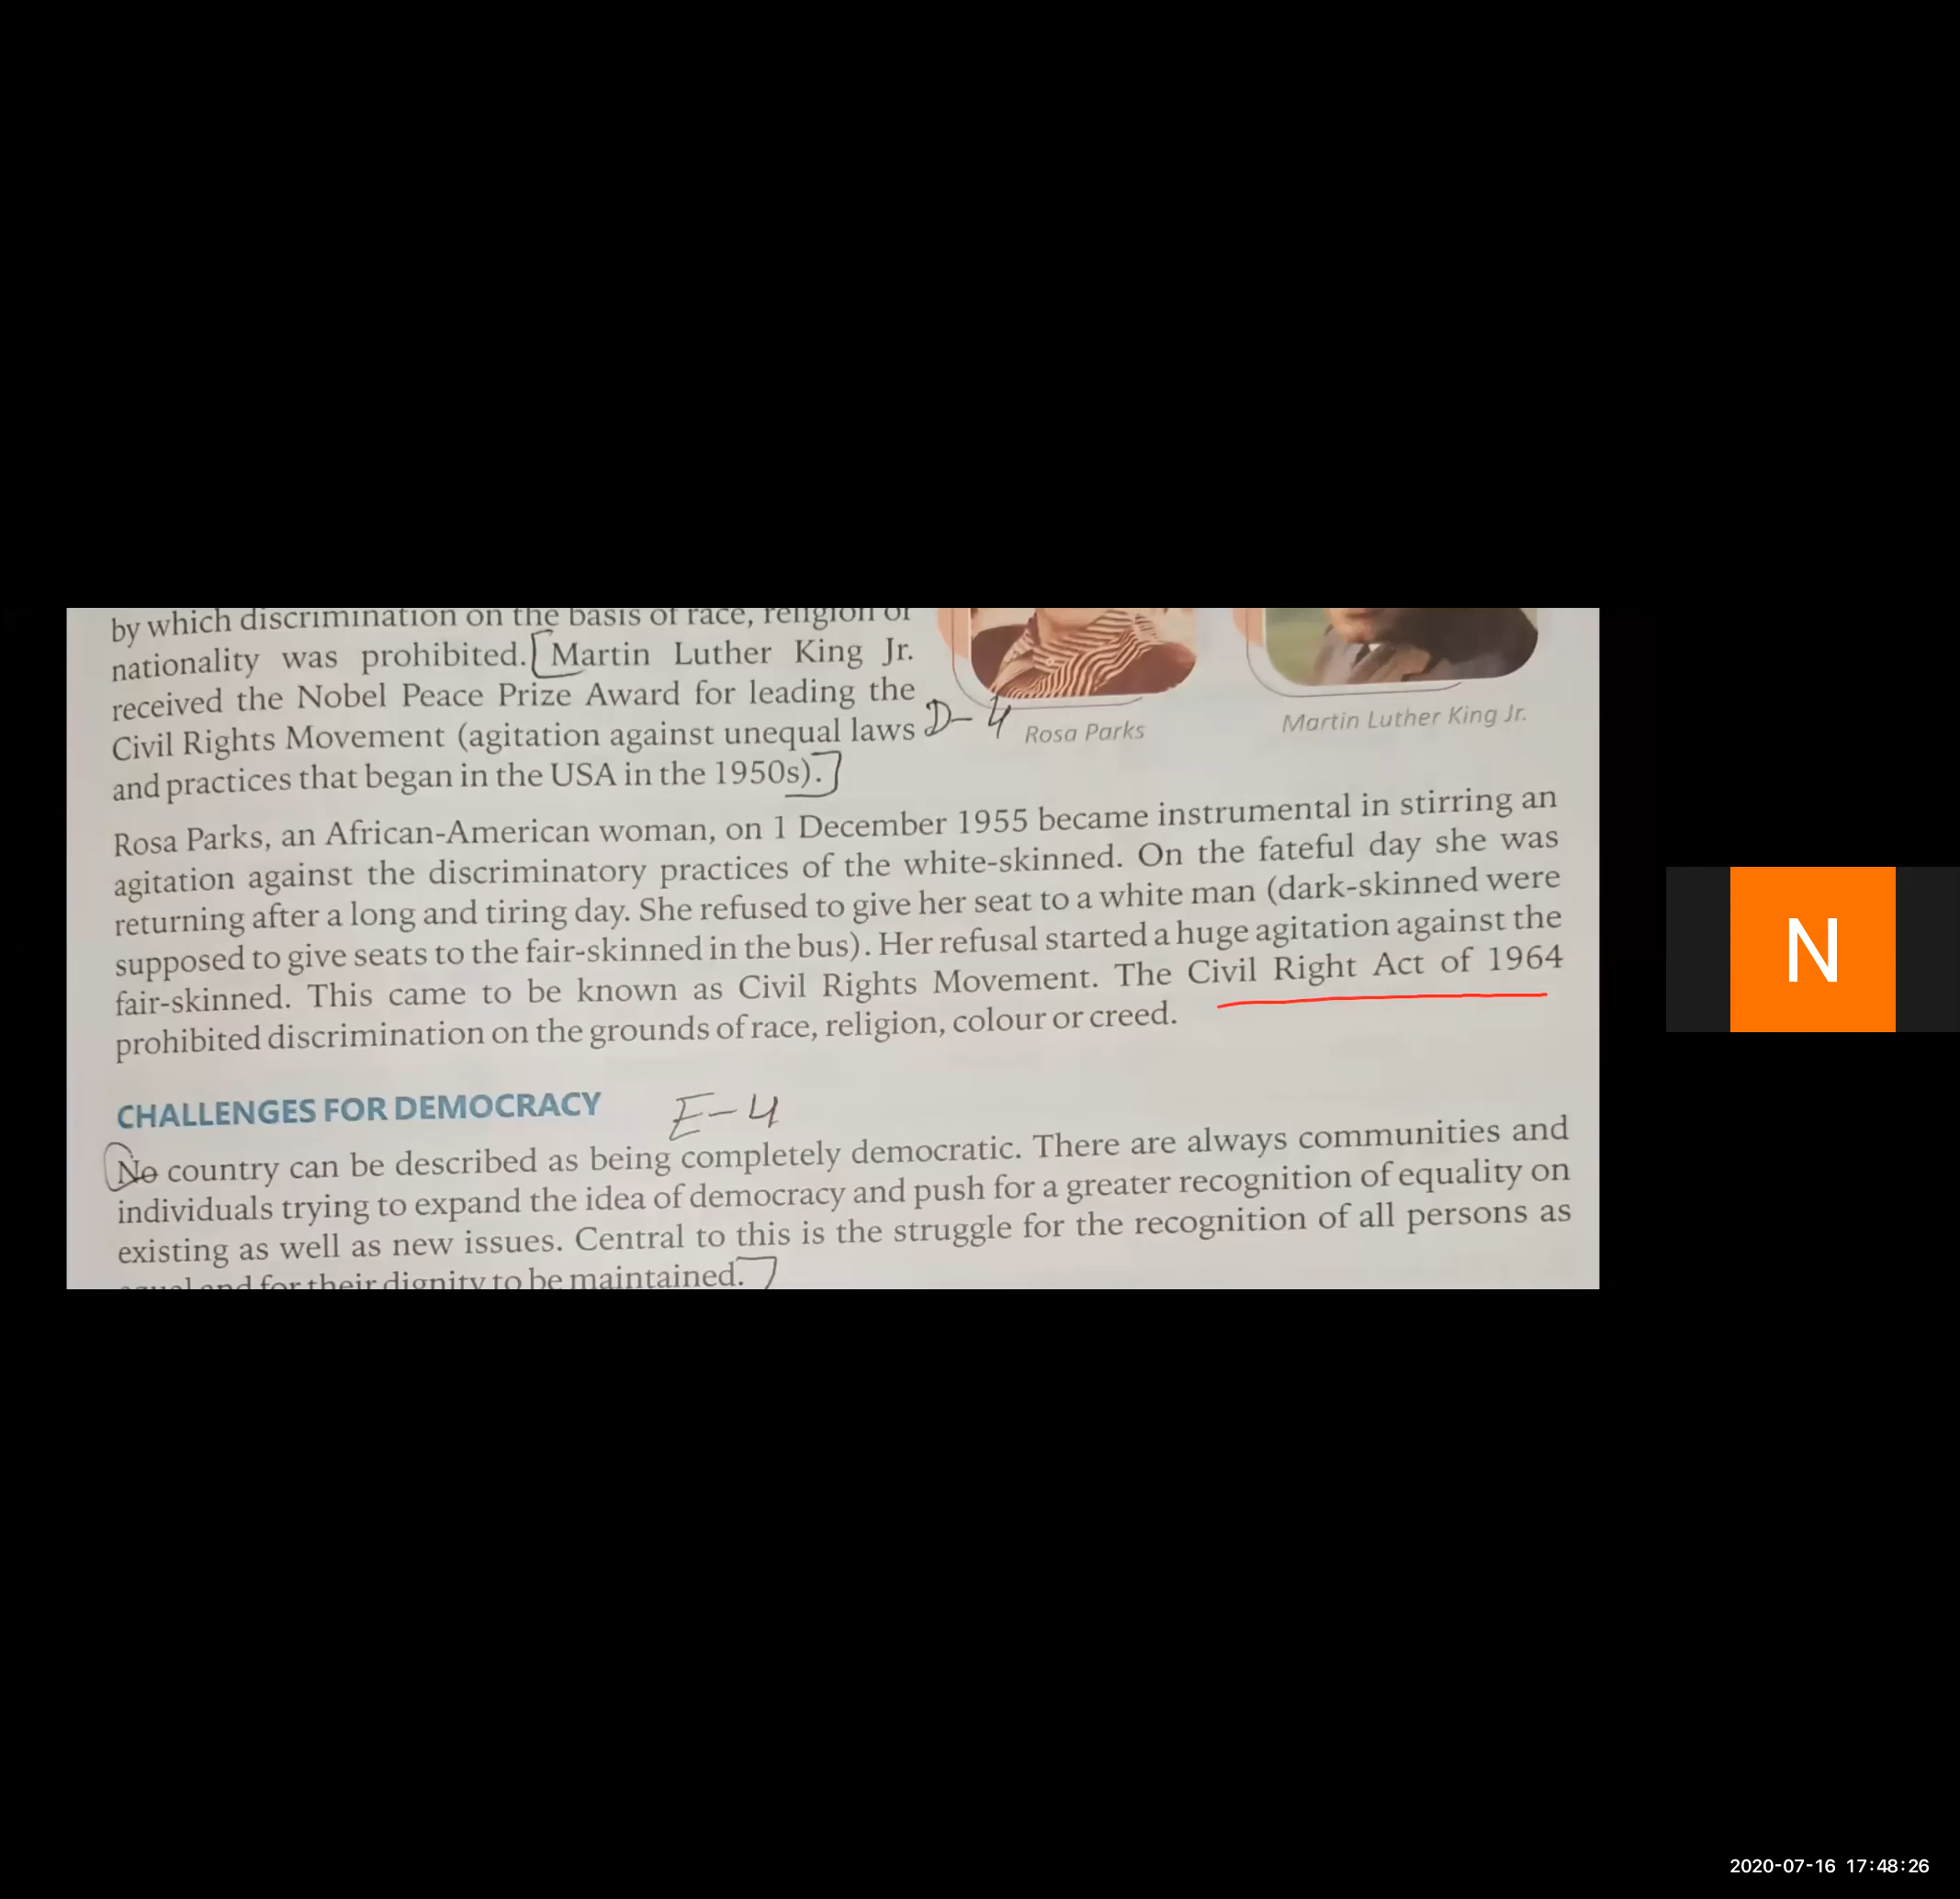 by which discrimination on the basis of race, religion or
nationality was prohibited. Martin Luther King Jr.
received the Nobel Peace Prize Award for leading the
Civil Rights Movement (agitation against unequal laws
and practices that began in the USA in the 1950s).
D-4
Rosa Parks
Martin Luther King Jr.
Rosa Parks, an African-American woman, on 1 December 1955 became instrumental in stirring an
agitation against the discriminatory practices of the white-skinned. On the fateful day she was
returning after a long and tiring day. She refused to give her seat to a white man (dark-skinned were
supposed to give seats to the fair-skinned in the bus). Her refusal started a huge agitation against the
fair-skinned. This came to be known as Civil Rights Movement. The Civil Right Act of 1964
prohibited discrimination on the grounds of race, religion, colour or creed.
CHALLENGES FOR DEMOCRACY
E-4
No country can be described as being completely democratic. There are always communities and
individuals trying to expand the idea of democracy and push for a greater recognition of equality on
existing as well as new issues. Central to this is the struggle for the recognition of all persons as
equal and for their dignity to be maintained.
N
2020-07-16 17:48:26